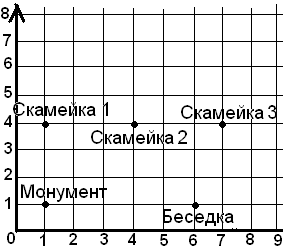 8
7
6
5
Скамейка 1
Скамейка 3
4
Скамейка 2
3
2
Монумент
1
Беседка
0 1 2 3 4 5 6 7 8 9